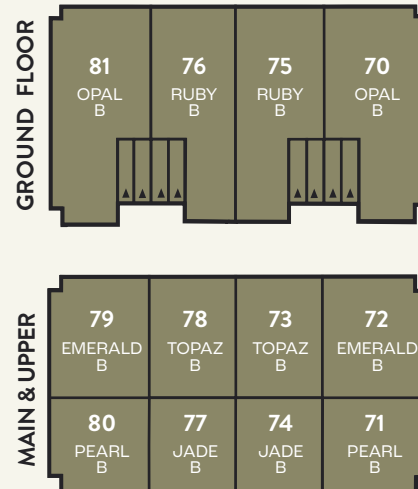 GROUND FLOOR
81
OPAL
B
76
RUBY
B
75
RUBY
B
70
OPAL
B
MAIN & UPPER
79
EMERALD
B
78
TOPAZ
B
73
TOPAZ
B
72
EMERALD
B
80
PEARL
B
77
JADE
B
74
JADE
B
71
PEARL
B